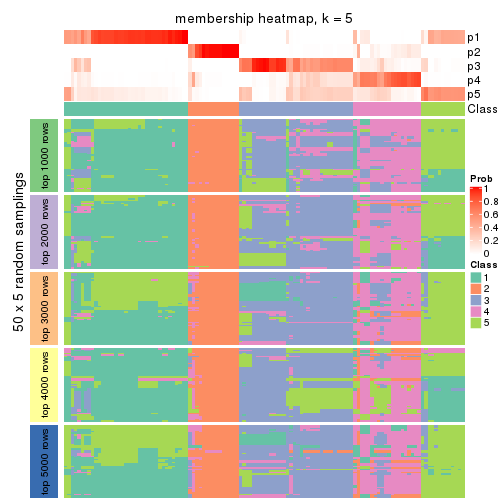 membership heatmap, k = 5
p1
p2
p3
p4
p5
Class
50 x 5 random samplings
top 1000 rows
top 2000 rows
top 3000 rows
top 4000 rows
top 5000 rows
Prob
1
0.8
0.6
0.4
0.2
0
Class
1
2
3
4
5